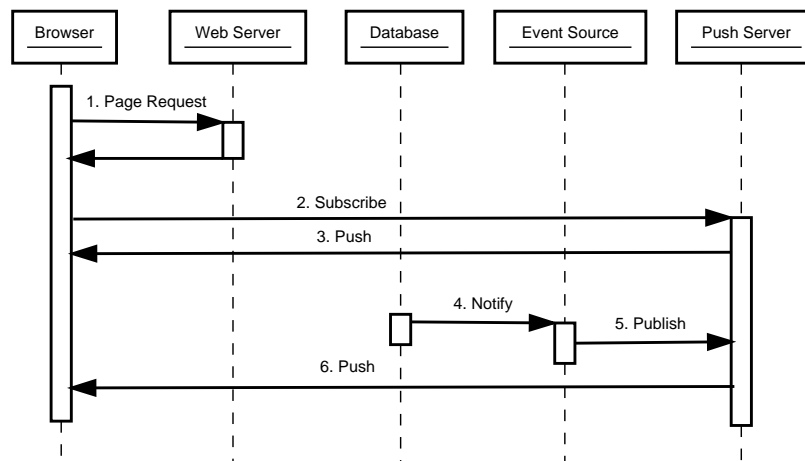 Browser
Web Server
Database
Event Source
Push Server
1. Page Request
2. Subscribe
3. Push
4. Notify
5. Publish
6. Push